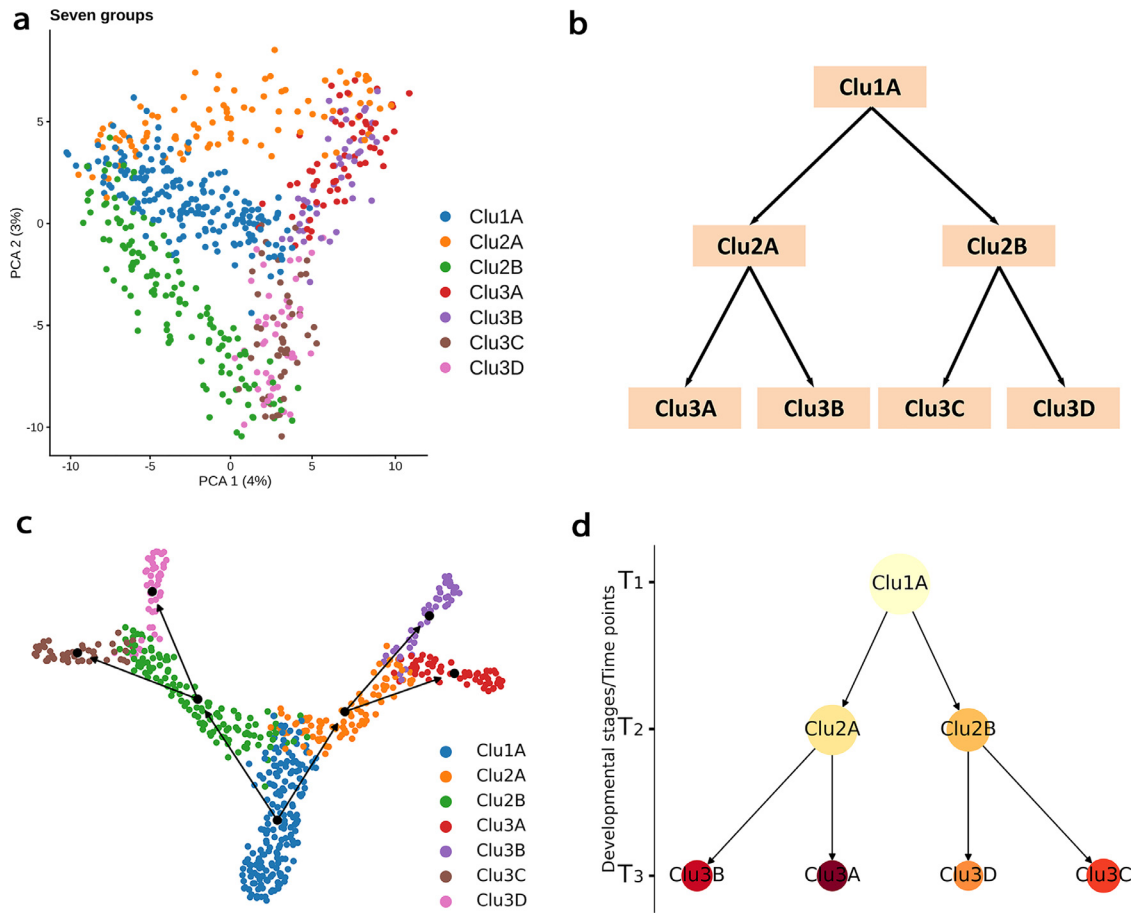 a
Seven groups
5
0
-5
-10
PCA 2 (3%)
-10 -5 0 5 10
PCA 1 (4%)
Clu1A
Clu2A
Clu2B
Clu3A
Clu3B
Clu3C
Clu3D
b
Clu1A
Clu2A Clu2B
Clu3A Clu3B Clu3C Clu3D
c
Clu1A
Clu2A
Clu2B
Clu3A
Clu3B
Clu3C
Clu3D
d
Developmental stages/Time points
T1 Clu1A
T2 Clu2A Clu2B
T3 Clu3B Clu3A Clu3D Clu3C